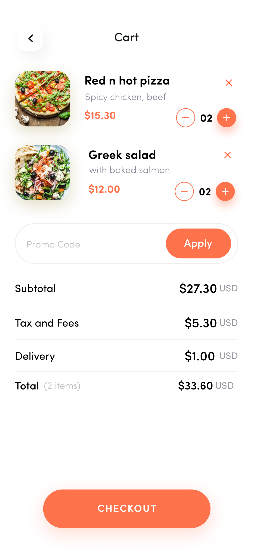 Cart
Red n hot pizza
Spicy chicken, beef
$15.30
02
Greek salad
with baked salmon
$12.00
02
Promo Code
Apply
Subtotal $27.30 USD
Tax and Fees $5.30 USD
Delivery $1.00 USD
Total (2 items) $33.60 USD
CHECKOUT